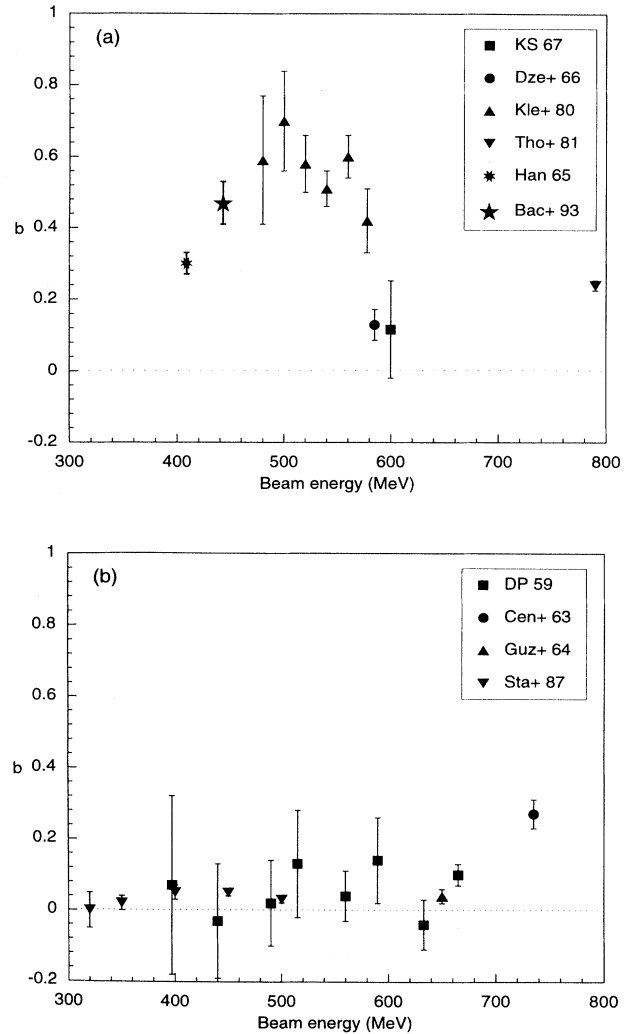 (a)
1
0.8
0.6
0.4
0.2
0
-0.2
b
KS 67
Dze+ 66
Kle+ 80
Tho+ 81
Han 65
Bac+ 93
300 400 500 600 700 800
Beam energy (MeV)
(b)
1
0.8
0.6
0.4
0.2
0
-0.2
b
DP 59
Cen+ 63
Guz+ 64
Sta+ 87
300 400 500 600 700 800
Beam energy (MeV)